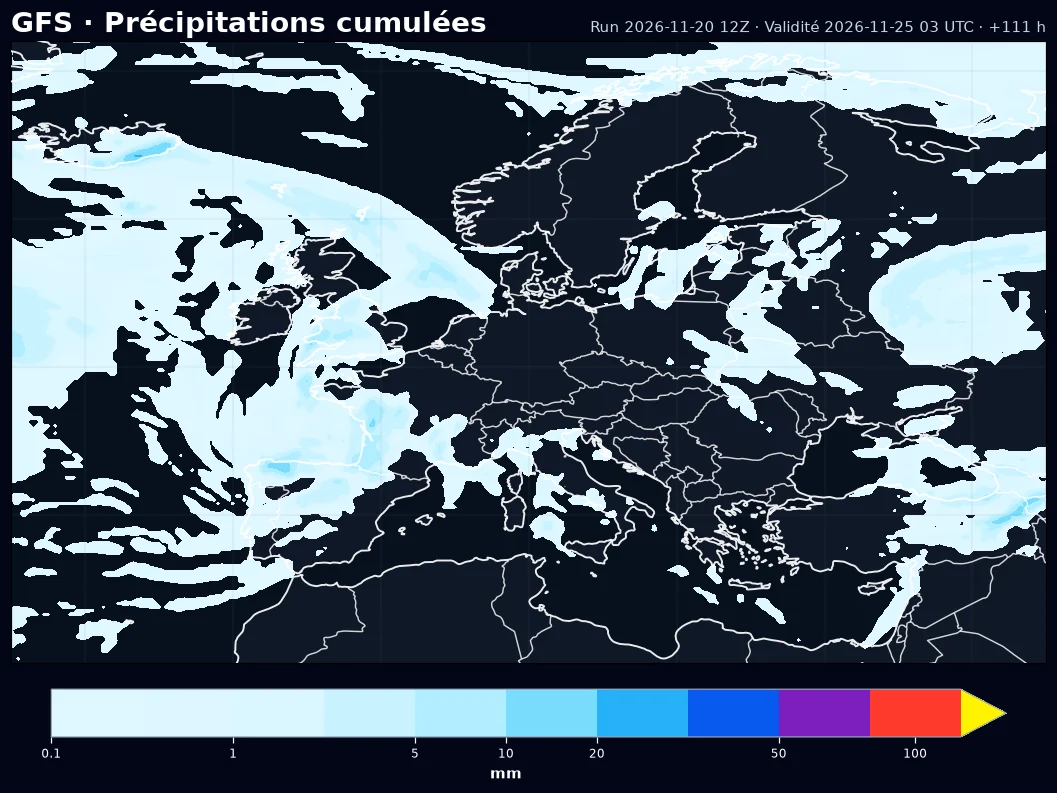 GFS · Précipitations cumulées
Run 2026-11-20 12Z · Validité 2026-11-25 03 UTC · +111 h
0.1 1 5 10 20 50 100
mm